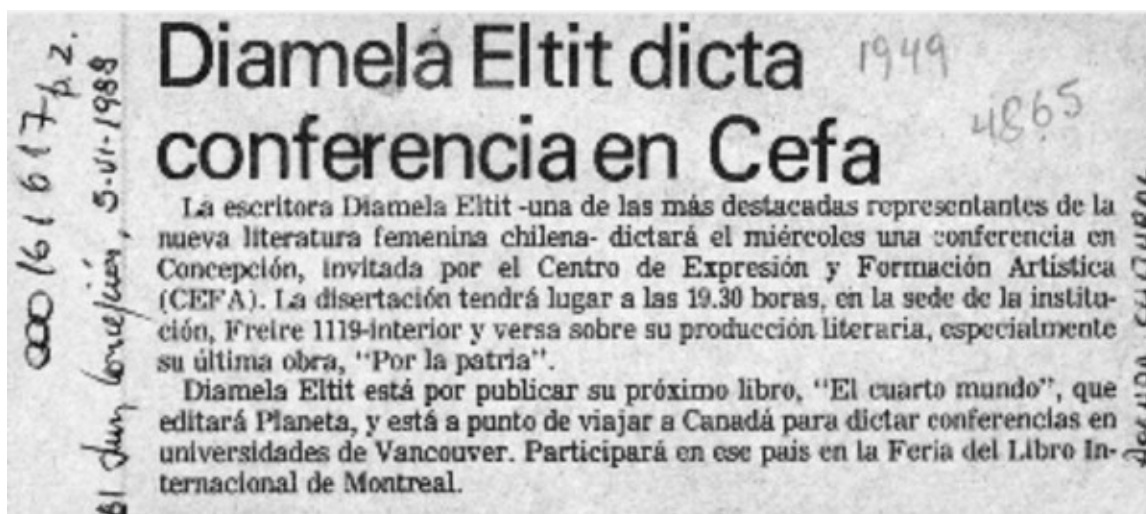 Diamela Eltit dicta
conferencia en Cefa
1949
4865
La escritora Diamela Eltit -una de las más destacadas representantes de la
nueva literatura femenina chilena- dictará el miércoles una conferencia en
Concepción, invitada por el Centro de Expresión y Formación Artística
(CEFA). La disertación tendrá lugar a las 19.30 horas, en la sede de la institu-
ción, Freire 1119-interior y versa sobre su producción literaria, especialmente
su última obra, "Por la patria".
Diamela Eltit está por publicar su próximo libro, "El cuarto mundo", que
editará Planeta, y está a punto de viajar a Canadá para dictar conferencias en
universidades de Vancouver. Participará en ese país en la Feria del Libro In-
ternacional de Montreal.
000161617 p. 2.
Concepción, 5-VI-1988